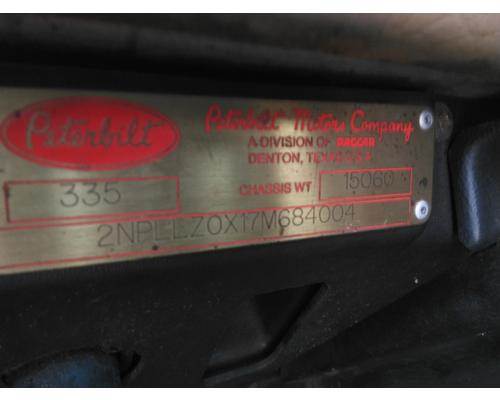 Peterbilt
Peterbilt Motors Company
A DIVISION OF PACCAR
DENTON, TEXAS U.S.A.
335
CHASSIS WT 15060
2NPLLZ0X17M684004